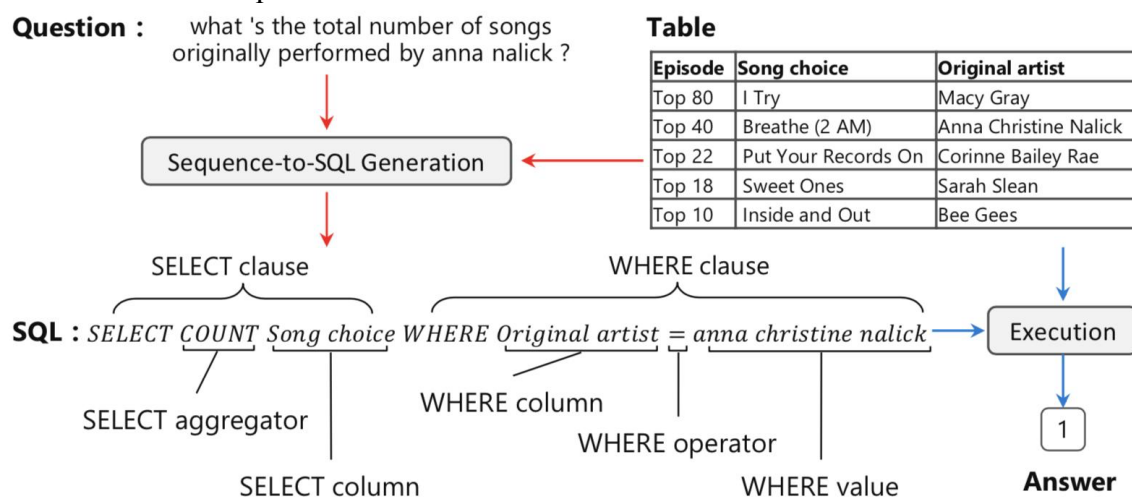 Question : what 's the total number of songs
originally performed by anna nalick ?
Table
Episode Song choice Original artist
Top 80 I Try Macy Gray
Top 40 Breathe (2 AM) Anna Christine Nalick
Top 22 Put Your Records On Corinne Bailey Rae
Top 18 Sweet Ones Sarah Slean
Top 10 Inside and Out Bee Gees
Sequence-to-SQL Generation
SELECT clause
WHERE clause
SQL : SELECT COUNT Song choice WHERE Original artist = anna christine nalick
Execution
SELECT aggregator
WHERE column
WHERE operator
SELECT column
WHERE value
1
Answer